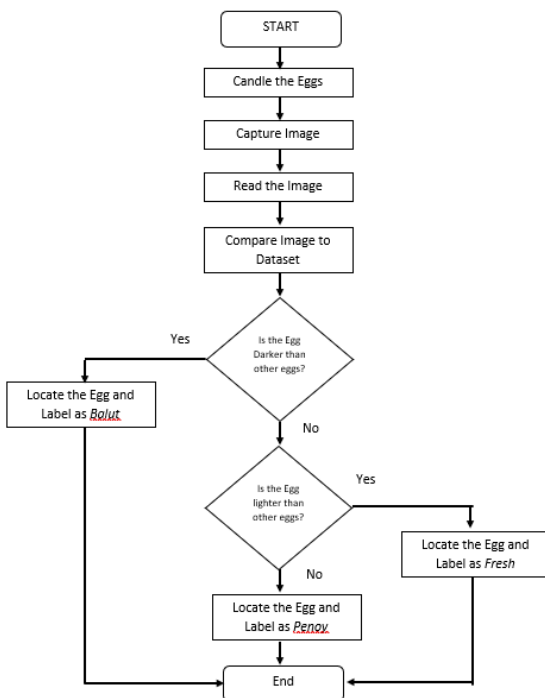 START
Candle the Eggs
Capture Image
Read the Image
Compare Image to
Dataset
Is the Egg
Darker than
other eggs?
Yes
Locate the Egg and
Label as Balut
No
Is the Egg
lighter than
other eggs?
Yes
Locate the Egg and
Label as Fresh
No
Locate the Egg and
Label as Penoy
End